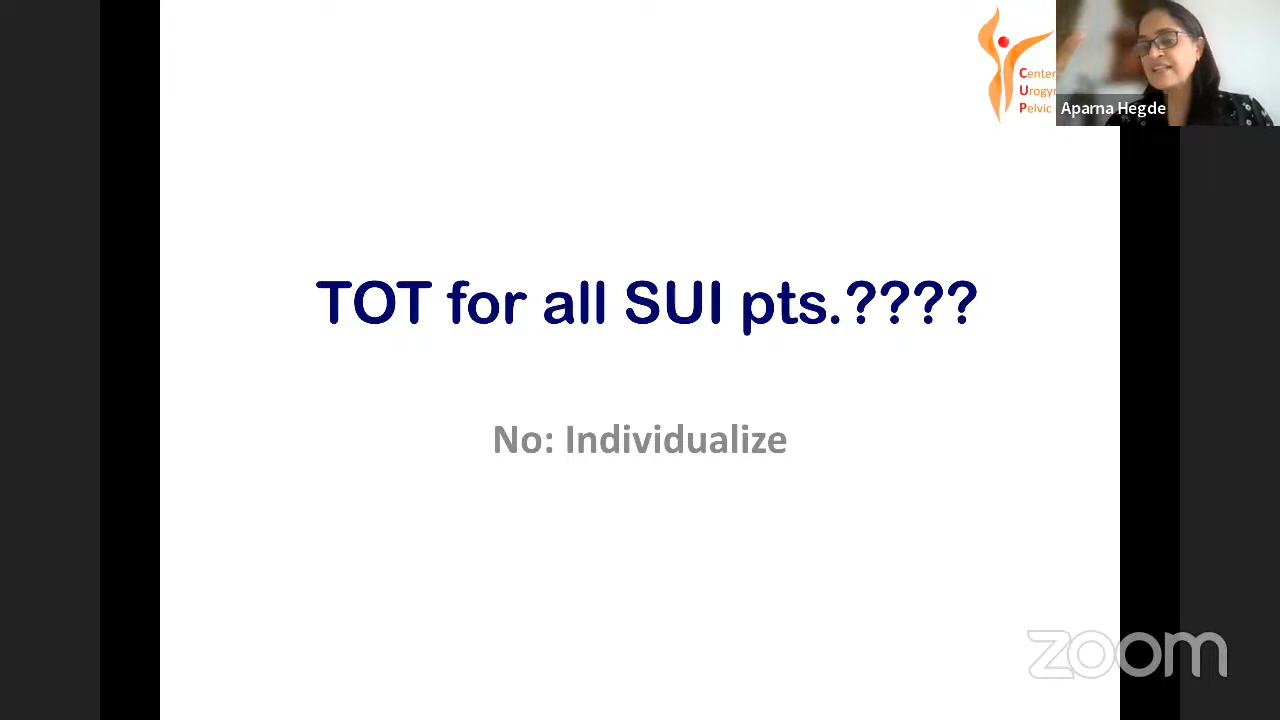 Center
Urogyn
Pelvic
Aparna Hegde
TOT for all SUI pts.????
No: Individualize
zoom